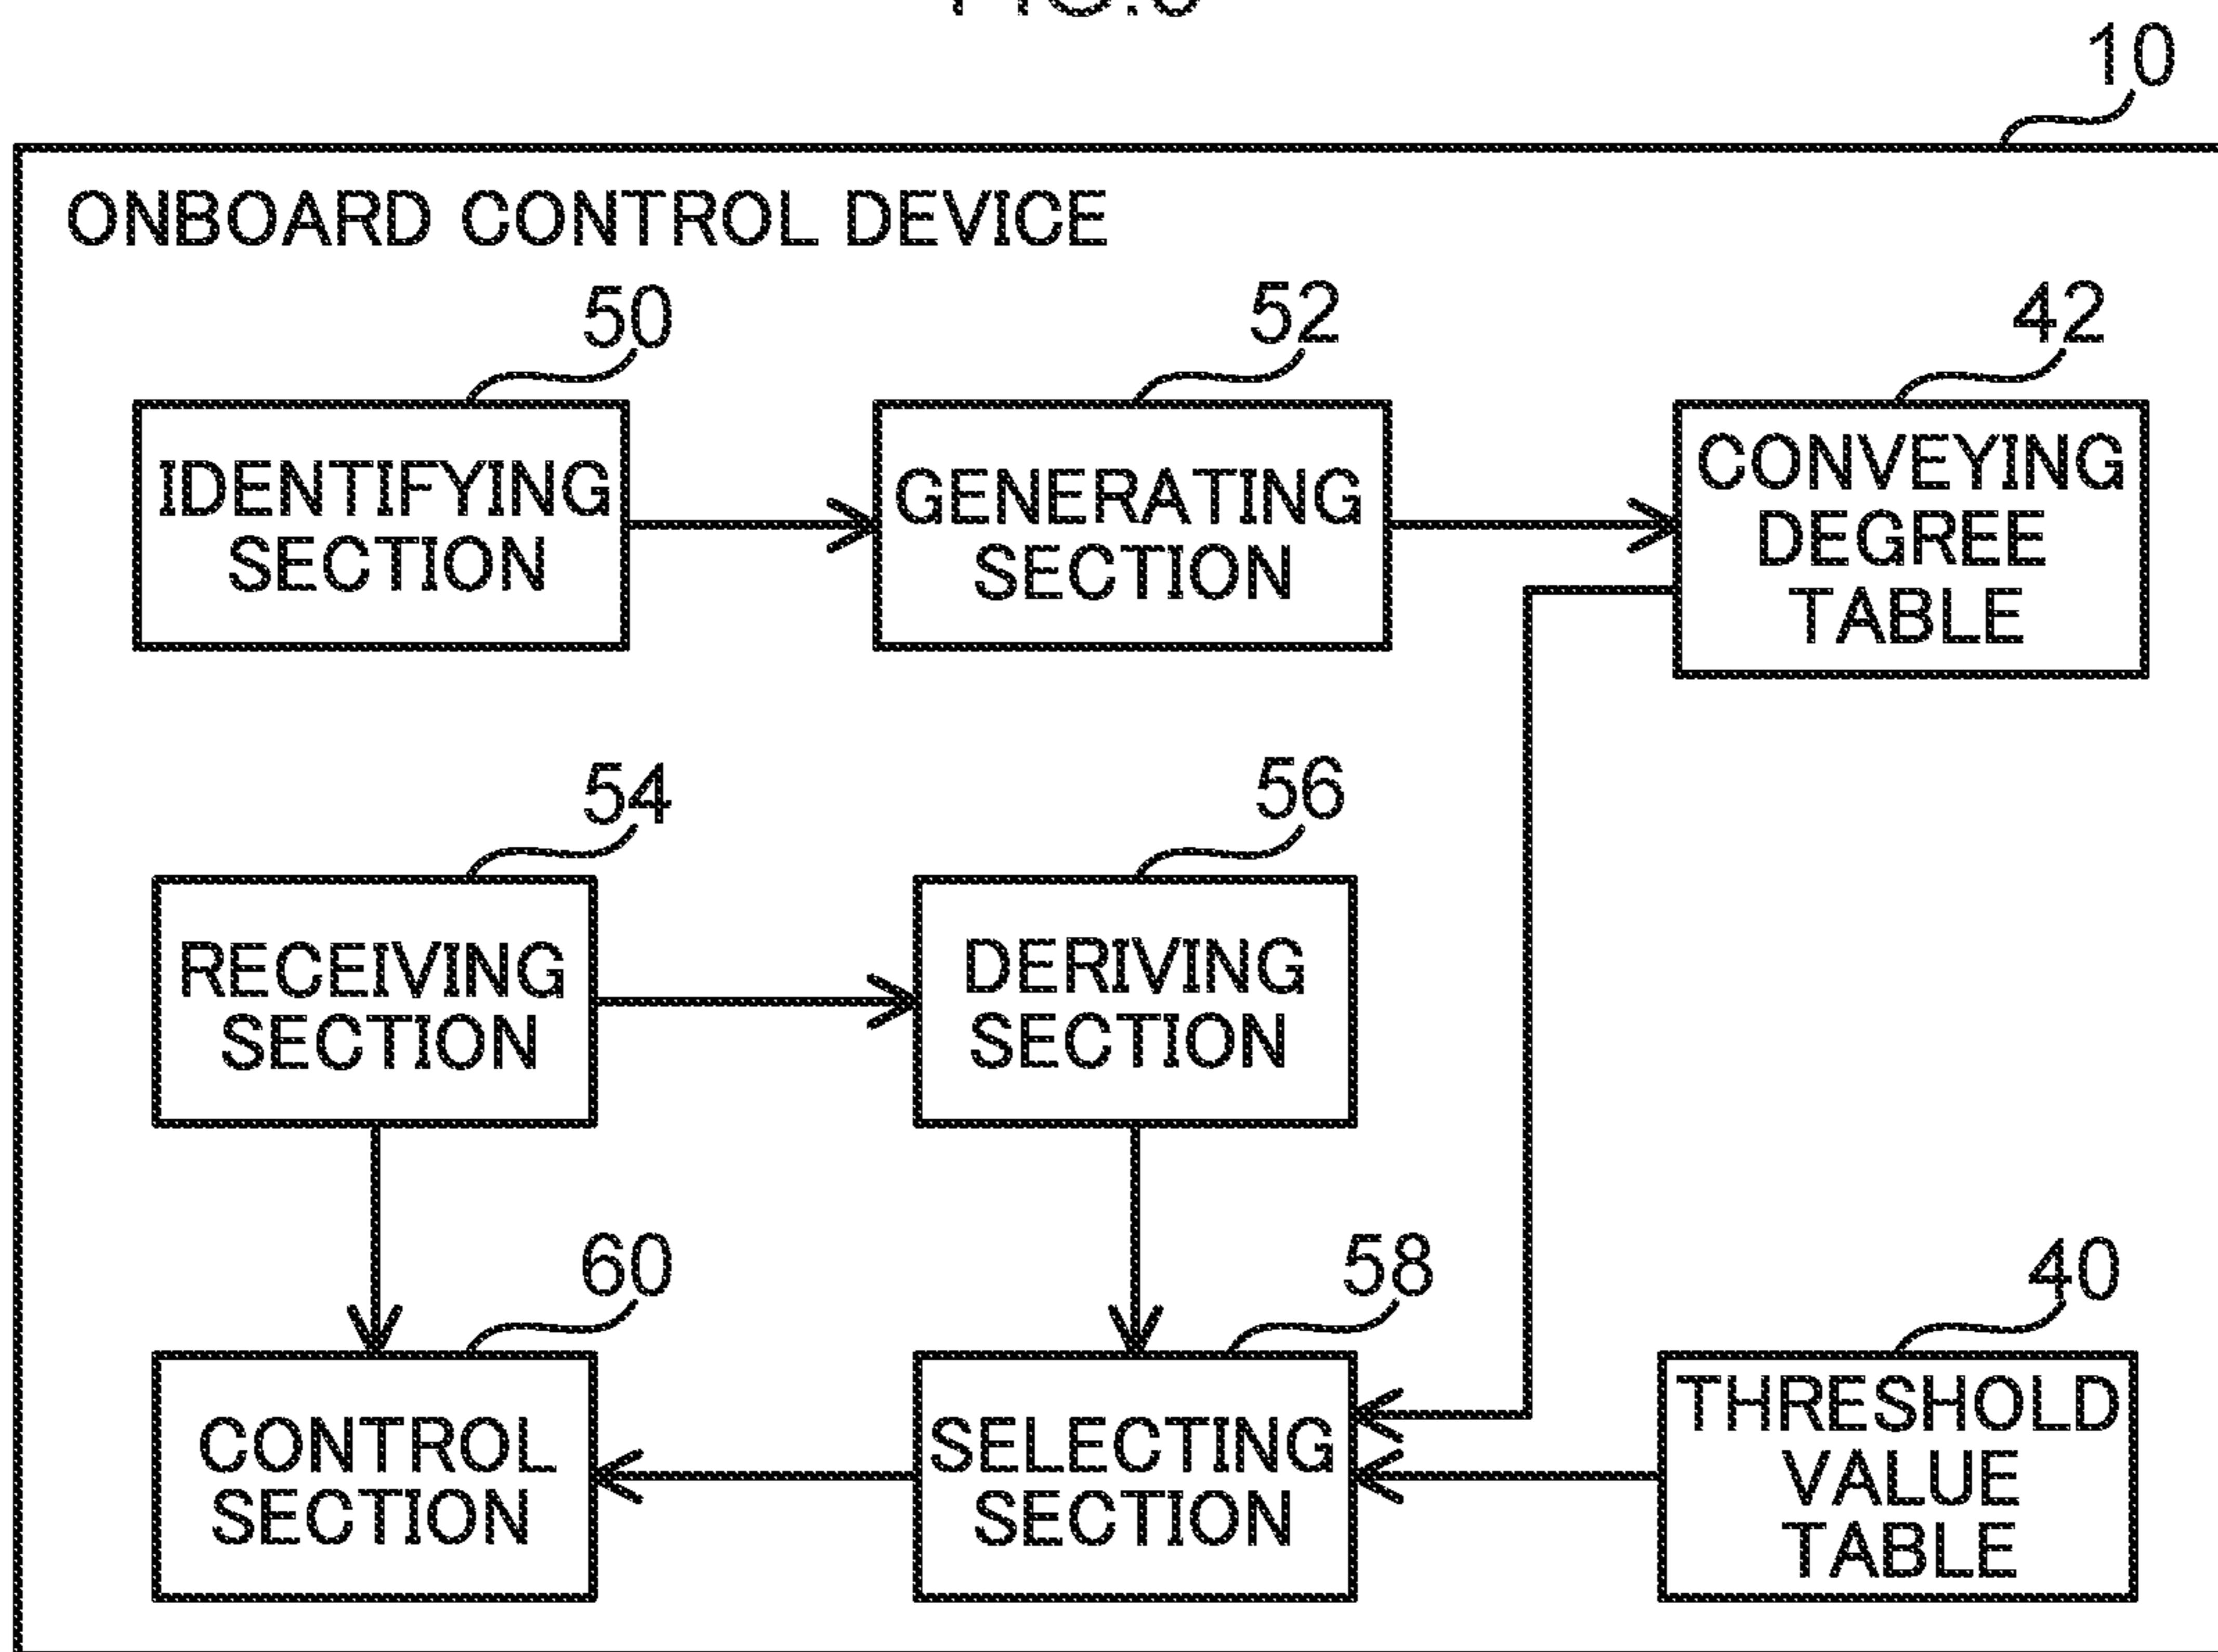 10
ONBOARD CONTROL DEVICE
50
52
42
IDENTIFYING
SECTION
GENERATING
SECTION
CONVEYING
DEGREE
TABLE
54
56
RECEIVING
SECTION
DERIVING
SECTION
60
58
40
CONTROL
SECTION
SELECTING
SECTION
THRESHOLD
VALUE
TABLE